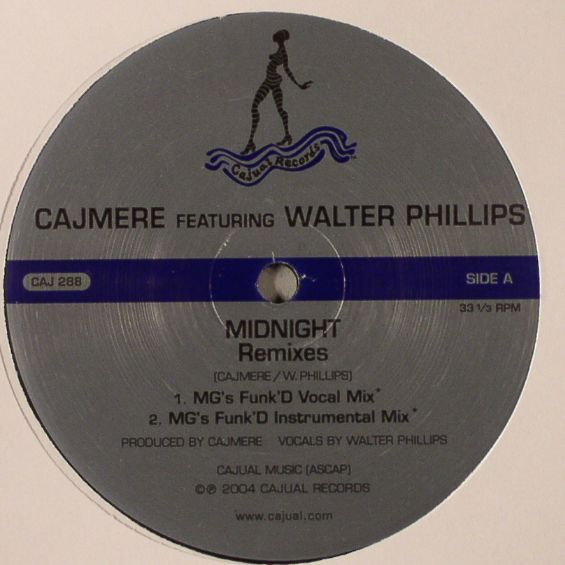 Cajual Records
CAJMERE FEATURING WALTER PHILLIPS
CAJ 288
SIDE A
33 1/3 RPM
MIDNIGHT
Remixes
(CAJMERE / W. PHILLIPS)
1. MG's Funk'D Vocal Mix*
2. MG's Funk'D Instrumental Mix*
PRODUCED BY CAJMERE VOCALS BY WALTER PHILLIPS
CAJUAL MUSIC (ASCAP)
©℗ 2004 CAJUAL RECORDS
www.cajual.com